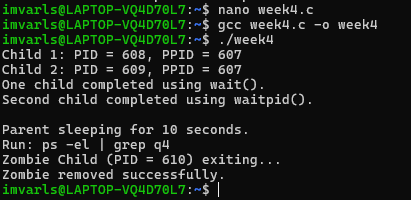 imvarls@LAPTOP-VQ4D70L7:~$ nano week4.c
imvarls@LAPTOP-VQ4D70L7:~$ gcc week4.c -o week4
imvarls@LAPTOP-VQ4D70L7:~$ ./week4
Child 1: PID = 608, PPID = 607
Child 2: PID = 609, PPID = 607
One child completed using wait().
Second child completed using waitpid().

Parent sleeping for 10 seconds.
Run: ps -el | grep q4
Zombie Child (PID = 610) exiting...
Zombie removed successfully.
imvarls@LAPTOP-VQ4D70L7:~$